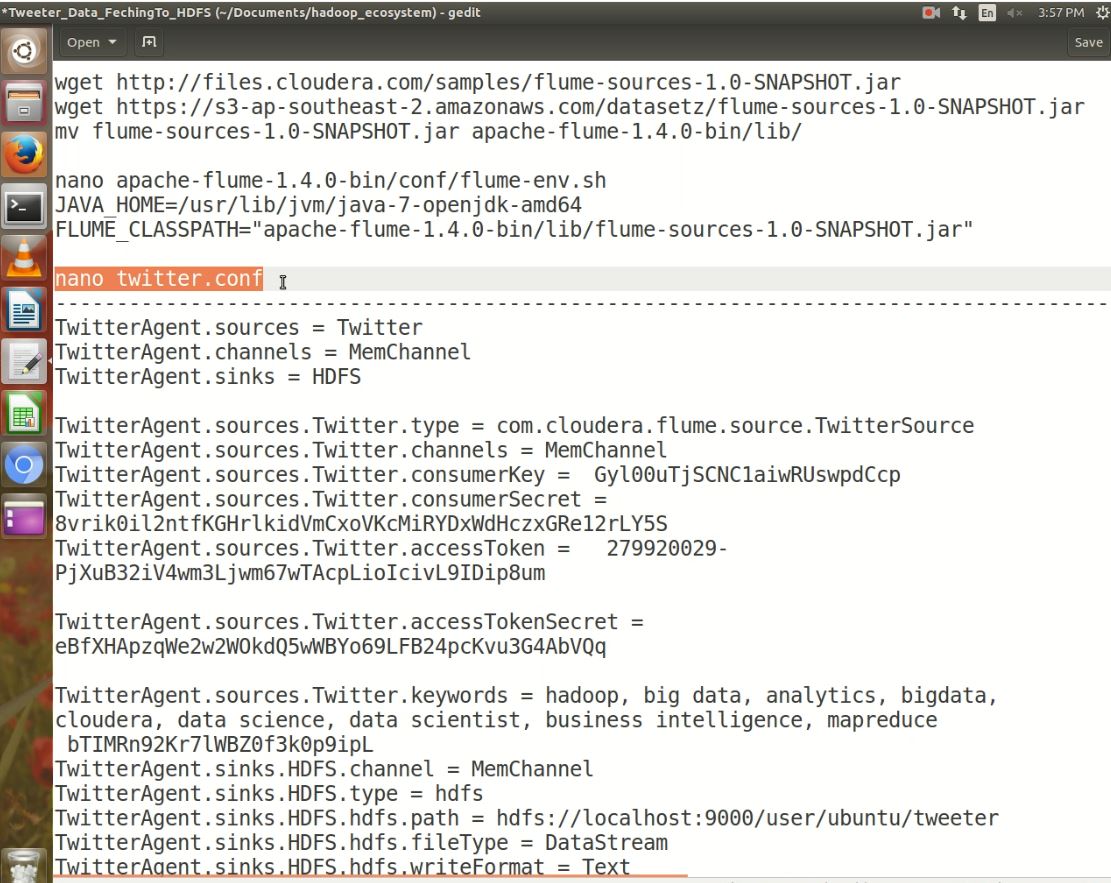 *Tweeter_Data_FechingTo_HDFS (~/Documents/hadoop_ecosystem) - gedit
En
3:57 PM
Open
Save
wget http://files.cloudera.com/samples/flume-sources-1.0-SNAPSHOT.jar
wget https://s3-ap-southeast-2.amazonaws.com/datasetz/flume-sources-1.0-SNAPSHOT.jar
mv flume-sources-1.0-SNAPSHOT.jar apache-flume-1.4.0-bin/lib/
nano apache-flume-1.4.0-bin/conf/flume-env.sh
JAVA_HOME=/usr/lib/jvm/java-7-openjdk-amd64
FLUME_CLASSPATH="apache-flume-1.4.0-bin/lib/flume-sources-1.0-SNAPSHOT.jar"
nano twitter.conf
--------------------------------------------------------------------------------------
TwitterAgent.sources = Twitter
TwitterAgent.channels = MemChannel
TwitterAgent.sinks = HDFS
TwitterAgent.sources.Twitter.type = com.cloudera.flume.source.TwitterSource
TwitterAgent.sources.Twitter.channels = MemChannel
TwitterAgent.sources.Twitter.consumerKey =  Gyl00uTjSCNC1aiwRUswpdCcp
TwitterAgent.sources.Twitter.consumerSecret =
8vrik0il2ntfKGHrlkidVmCxoVKcMiRYDxWdHczxGRe12rLY5S
TwitterAgent.sources.Twitter.accessToken =   279920029-
PjXuB32iV4wm3Ljwm67wTAcpLioIcivL9IDip8um
TwitterAgent.sources.Twitter.accessTokenSecret =
eBfXHApzqWe2w2WOkdQ5wWBYo69LFB24pcKvu3G4AbVQq
TwitterAgent.sources.Twitter.keywords = hadoop, big data, analytics, bigdata,
cloudera, data science, data scientist, business intelligence, mapreduce
bTIMRn92Kr7lWBZ0f3k0p9ipL
TwitterAgent.sinks.HDFS.channel = MemChannel
TwitterAgent.sinks.HDFS.type = hdfs
TwitterAgent.sinks.HDFS.hdfs.path = hdfs://localhost:9000/user/ubuntu/tweeter
TwitterAgent.sinks.HDFS.hdfs.fileType = DataStream
TwitterAgent.sinks.HDFS.hdfs.writeFormat = Text